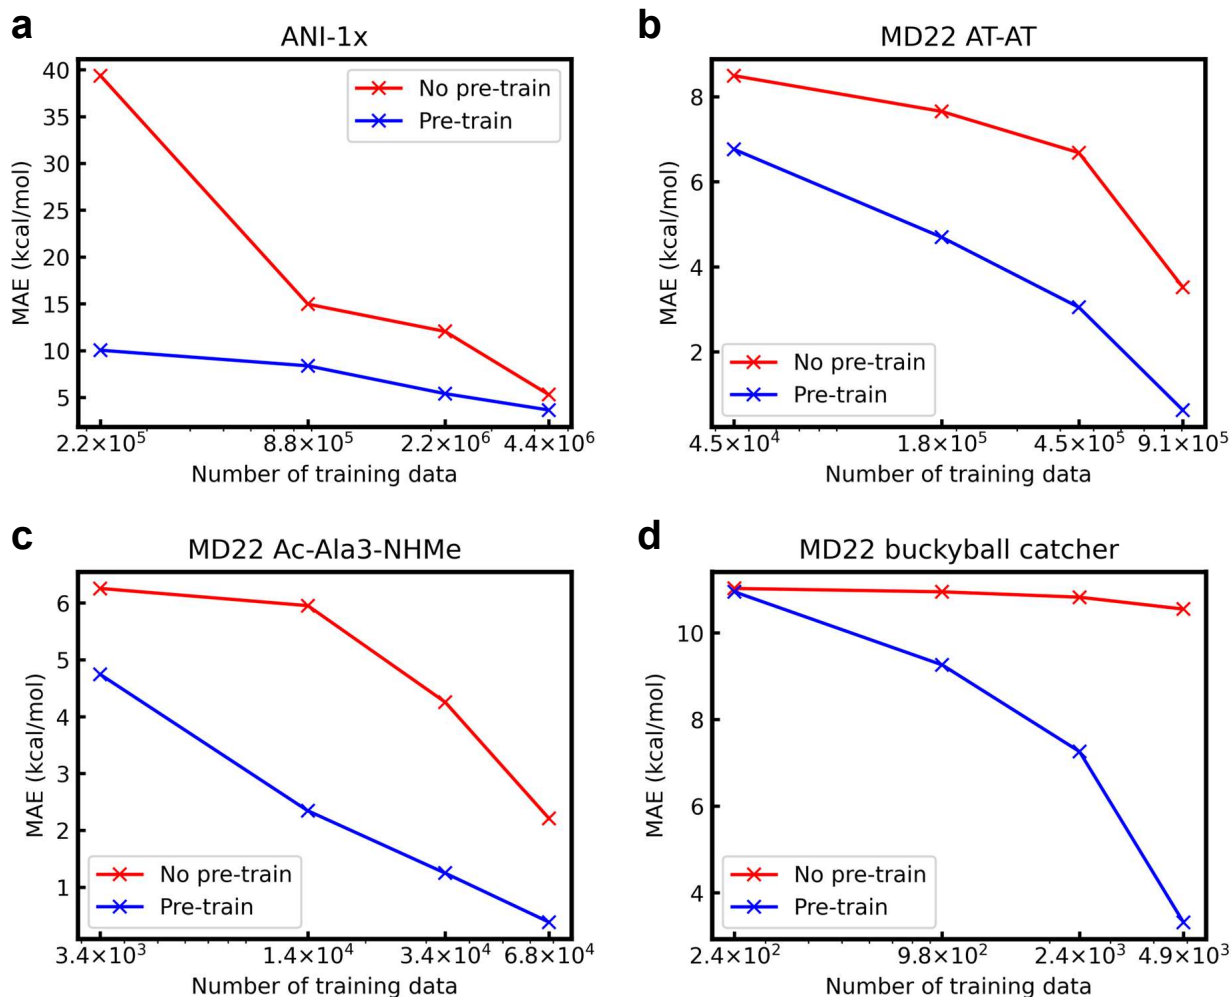 a
ANI-1x
40
35
30
25
20
15
10
5
MAE (kcal/mol)
No pre-train
Pre-train
2.2×10⁵
8.8×10⁵
2.2×10⁶
4.4×10⁶
Number of training data
b
MD22 AT-AT
8
6
4
2
MAE (kcal/mol)
No pre-train
Pre-train
4.5×10⁴
1.8×10⁵
4.5×10⁵
9.1×10⁵
Number of training data
c
MD22 Ac-Ala3-NHMe
6
5
4
3
2
1
MAE (kcal/mol)
No pre-train
Pre-train
3.4×10³
1.4×10⁴
3.4×10⁴
6.8×10⁴
Number of training data
d
MD22 buckyball catcher
10
8
6
4
MAE (kcal/mol)
No pre-train
Pre-train
2.4×10²
9.8×10²
2.4×10³
4.9×10³
Number of training data